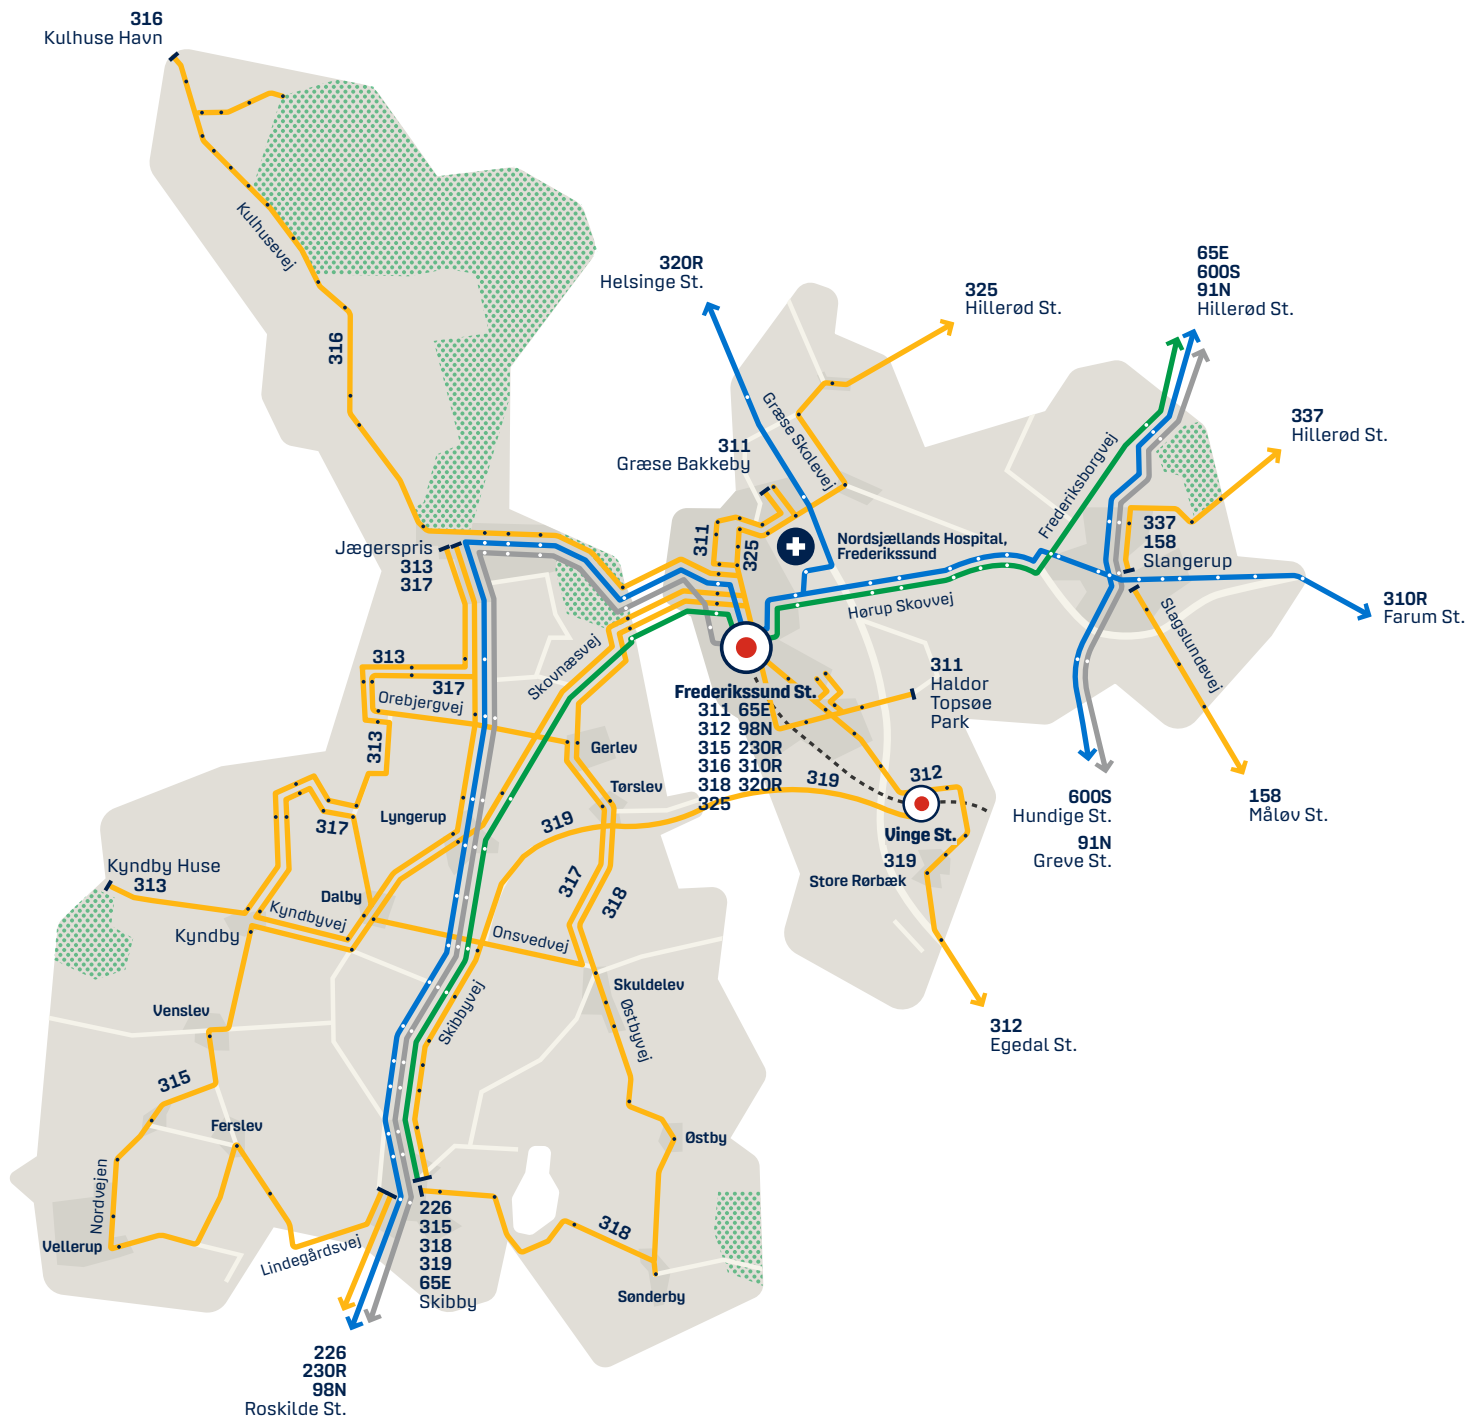 316
Kulhuse Havn
Kulhusevej
316
320R
Helsinge St.
325
Hillerød St.
65E
600S
91N
Hillerød St.
337
Hillerød St.
Græse Skolevej
311
Græse Bakkeby
Frederiksborgvej
311
325
Nordsjællands Hospital,
Frederikssund
337
158
Slangerup
Jægerspris
313
317
310R
Farum St.
Hørup Skovvej
Slagslundevej
Skovnæsvej
313
317
Orebjergvej
313
311
Haldor
Topsøe
Park
Frederikssund St.
311 65E
312 98N
315 230R
316 310R
318 320R
325
Gerlev
Tørslev
319
312
Vinge St.
319
Store Rørbæk
600S
Hundige St.
91N
Greve St.
158
Måløv St.
Lyngerup
319
317
Kyndby Huse
313
Dalby
317
318
Kyndbyvej
Kyndby
Onsvedvej
Skuldelev
Østbyvej
Skibbyvej
Venslev
312
Egedal St.
315
Ferslev
Østby
Nordvejen
Vellerup
Lindegårdsvej
226
315
318
319
65E
Skibby
318
Sønderby
226
230R
98N
Roskilde St.